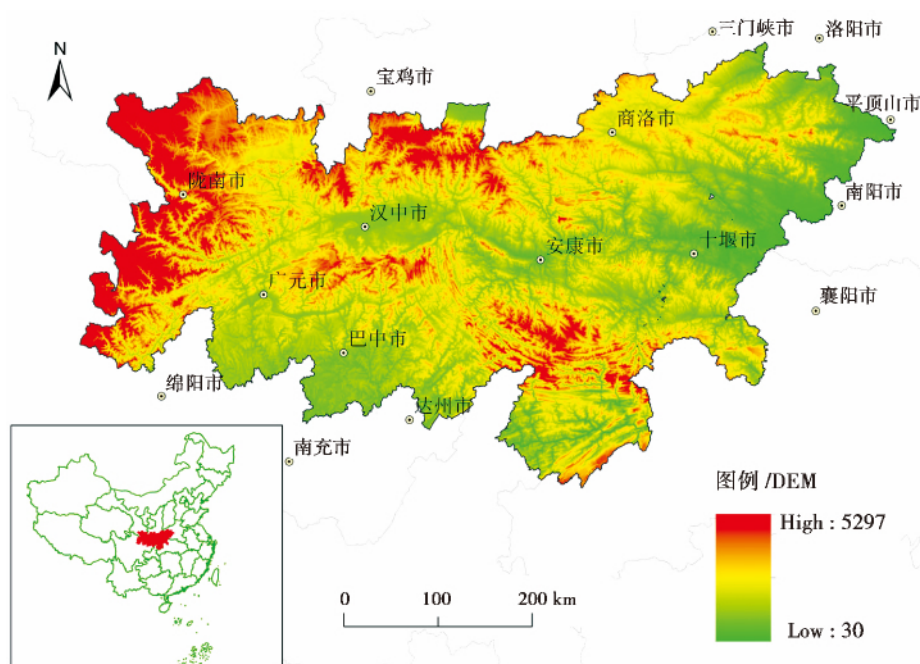 三门峡市
洛阳市
N
宝鸡市
平顶山市
商洛市
陇南市
南阳市
汉中市
安康市
十堰市
广元市
襄阳市
巴中市
绵阳市
达州市
南充市
图例 /DEM
High : 5297
Low : 30
0 100 200 km